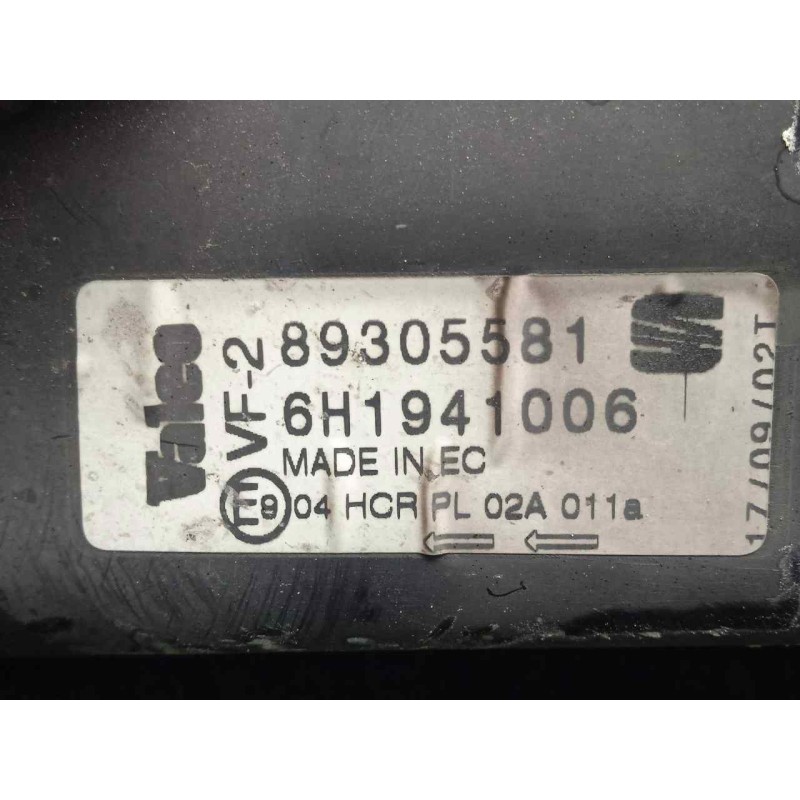 Valeo
VF-2
89305581
6H1941006
MADE IN EC
E9 04 HCR PL 02A 011a
17/09/02T